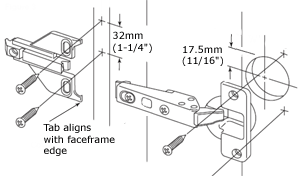 32mm
(1-1/4")
17.5mm
(11/16")
Tab aligns
with faceframe
edge